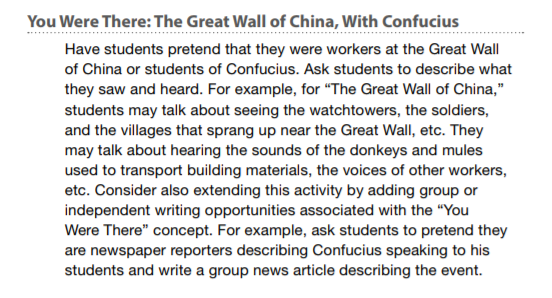 You Were There: The Great Wall of China, With Confucius
Have students pretend that they were workers at the Great Wall
of China or students of Confucius. Ask students to describe what
they saw and heard. For example, for “The Great Wall of China,”
students may talk about seeing the watchtowers, the soldiers,
and the villages that sprang up near the Great Wall, etc. They
may talk about hearing the sounds of the donkeys and mules
used to transport building materials, the voices of other workers,
etc. Consider also extending this activity by adding group or
independent writing opportunities associated with the “You
Were There” concept. For example, ask students to pretend they
are newspaper reporters describing Confucius speaking to his
students and write a group news article describing the event.